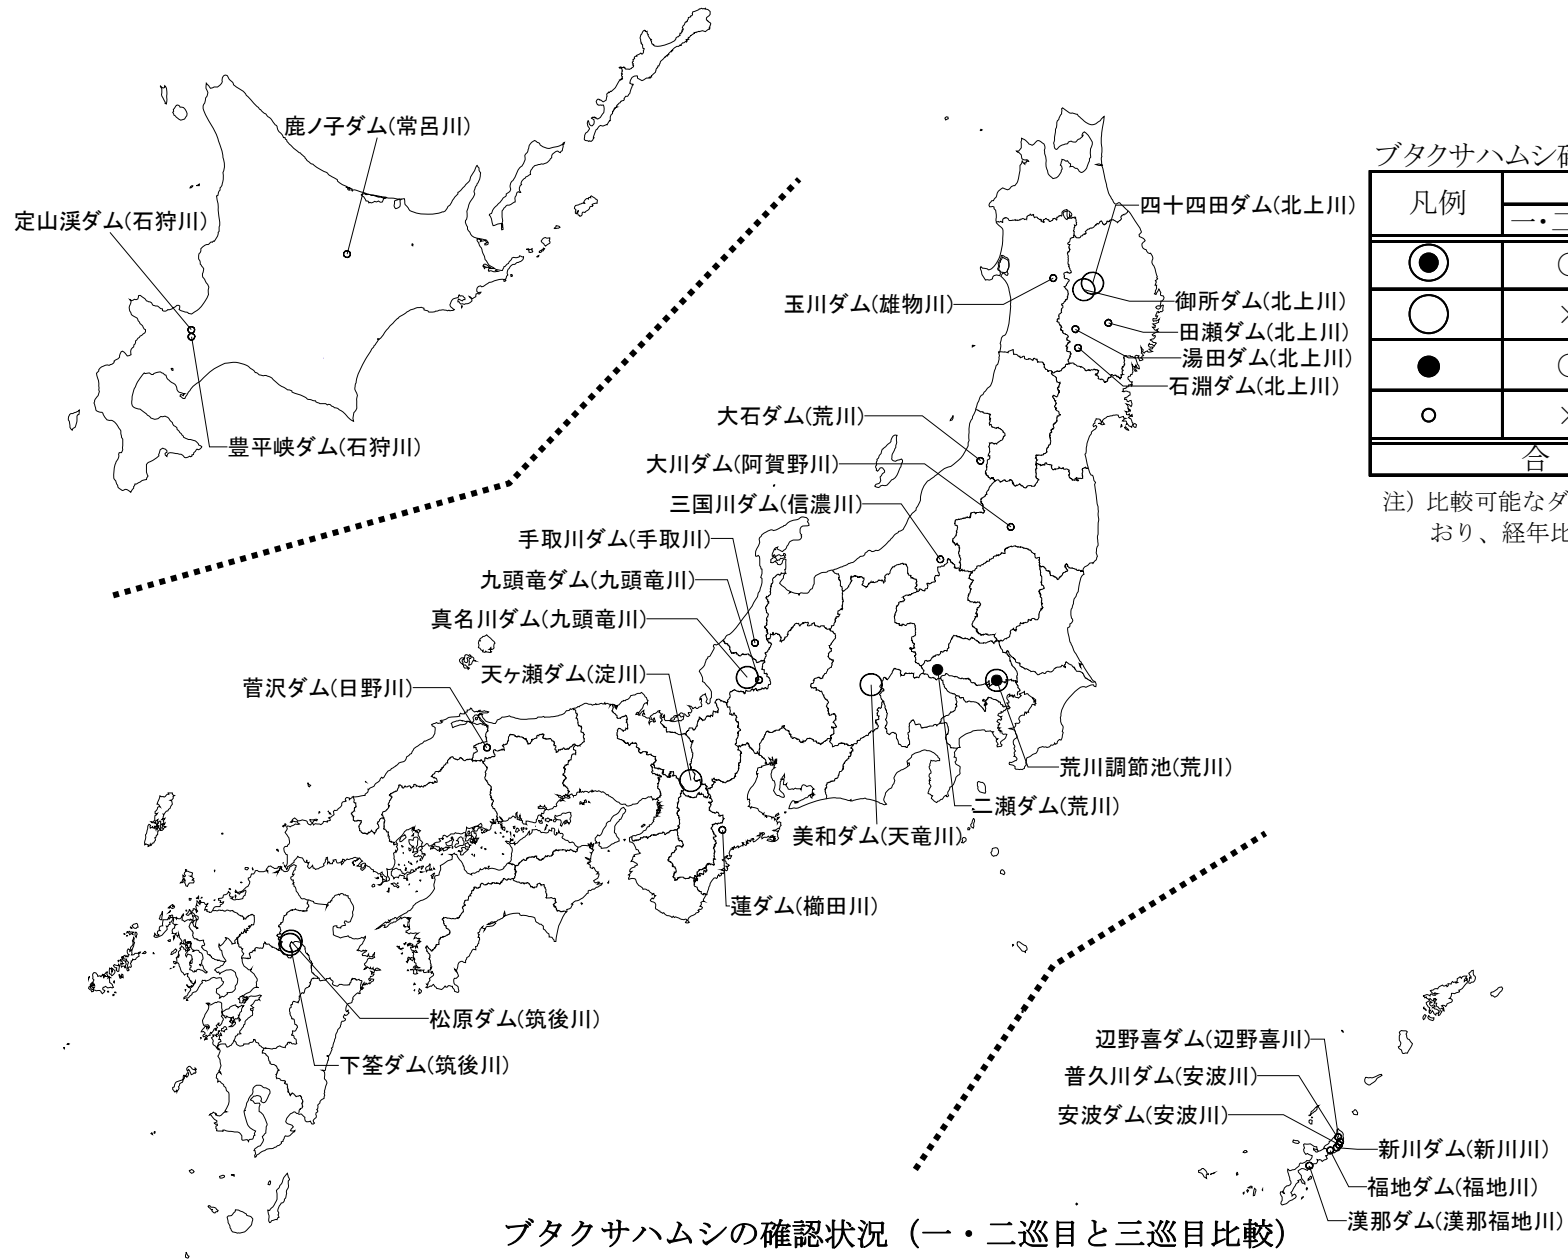 鹿ノ子ダム(常呂川)
定山渓ダム(石狩川)
豊平峡ダム(石狩川)
四十四田ダム(北上川)
玉川ダム(雄物川)
御所ダム(北上川)
田瀬ダム(北上川)
湯田ダム(北上川)
石淵ダム(北上川)
大石ダム(荒川)
大川ダム(阿賀野川)
三国川ダム(信濃川)
手取川ダム(手取川)
九頭竜ダム(九頭竜川)
真名川ダム(九頭竜川)
天ヶ瀬ダム(淀川)
菅沢ダム(日野川)
荒川調節池(荒川)
二瀬ダム(荒川)
美和ダム(天竜川)
蓮ダム(櫛田川)
松原ダム(筑後川)
下筌ダム(筑後川)
辺野喜ダム(辺野喜川)
普久川ダム(安波川)
安波ダム(安波川)
新川ダム(新川川)
福地ダム(福地川)
漢那ダム(漢那福地川)
ブタクサハムシ
凡例
一・二
○
×
○
×
合
注) 比較可能なダ
おり、経年比
ブタクサハムシの確認状況（一・二巡目と三巡目比較）